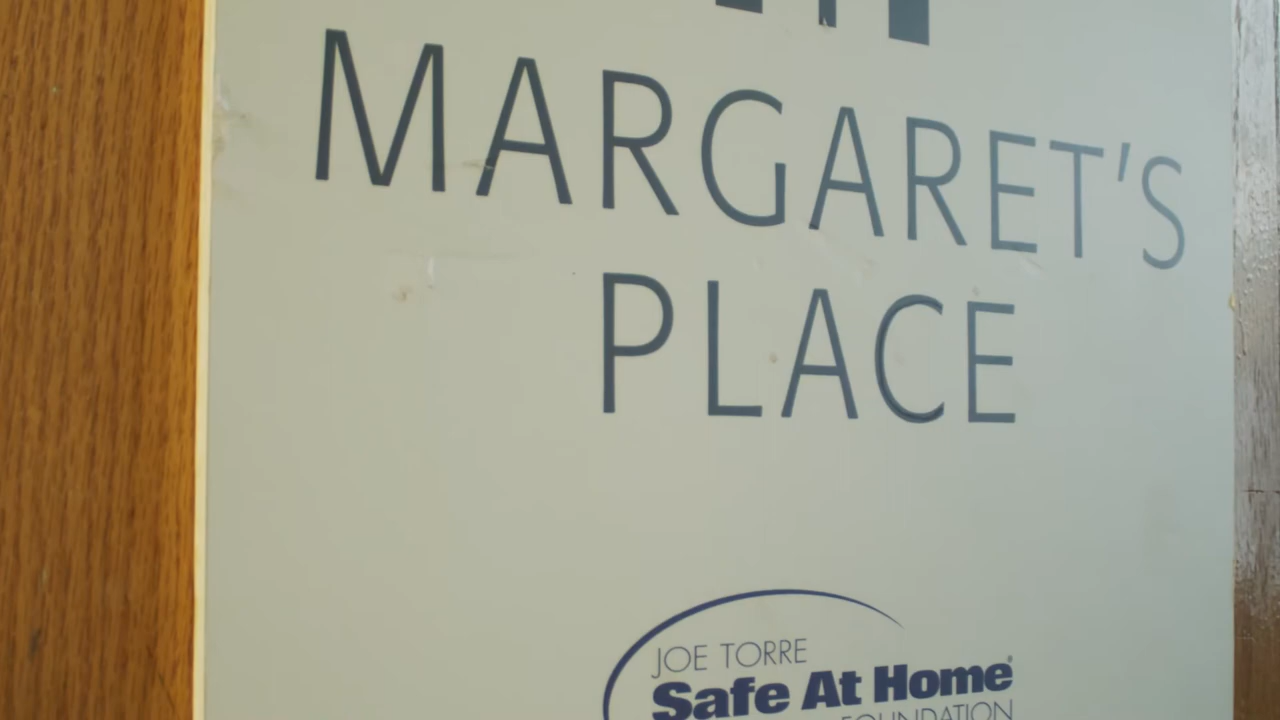 MARGARET'S
PLACE
JOE TORRE
Safe At Home®
FOUNDATION